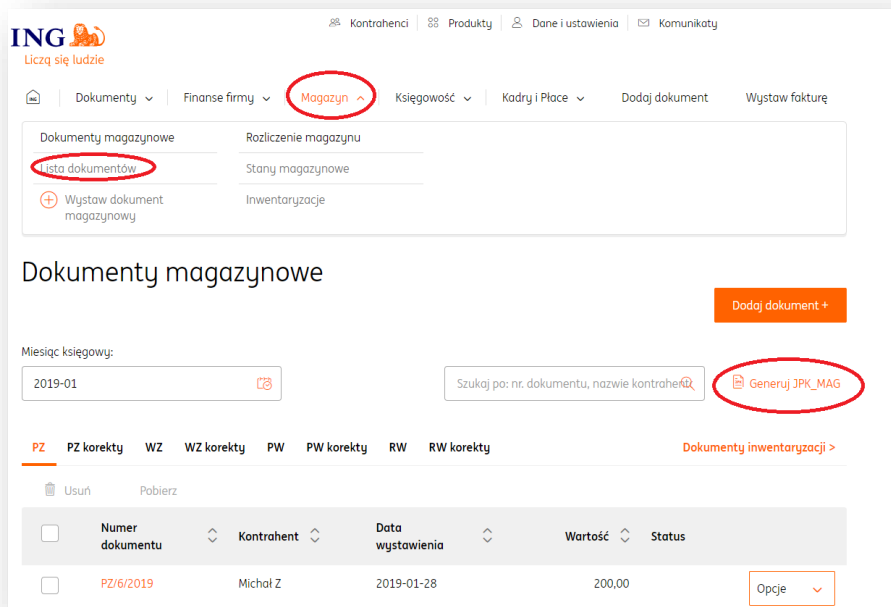 Kontrahenci Produkty Dane i ustawienia Komunikaty
ING
Liczą się ludzie
ING Dokumenty Finanse firmy Magazyn Księgowość Kadry i Płace Dodaj dokument Wystaw fakturę
Dokumenty magazynowe Rozliczenie magazynu
Lista dokumentów Stany magazynowe
Wystaw dokument Inwentaryzacje
magazynowy
Dokumenty magazynowe
Dodaj dokument +
Miesiąc księgowy:
2019-01 Szukaj po: nr. dokumentu, nazwie kontrahenta Generuj JPK_MAG
PZ PZ korekty WZ WZ korekty PW PW korekty RW RW korekty Dokumenty inwentaryzacji >
Usuń Pobierz
Numer Data
dokumentu Kontrahent wystawienia Wartość Status
PZ/6/2019 Michał Z 2019-01-28 200,00 Opcje